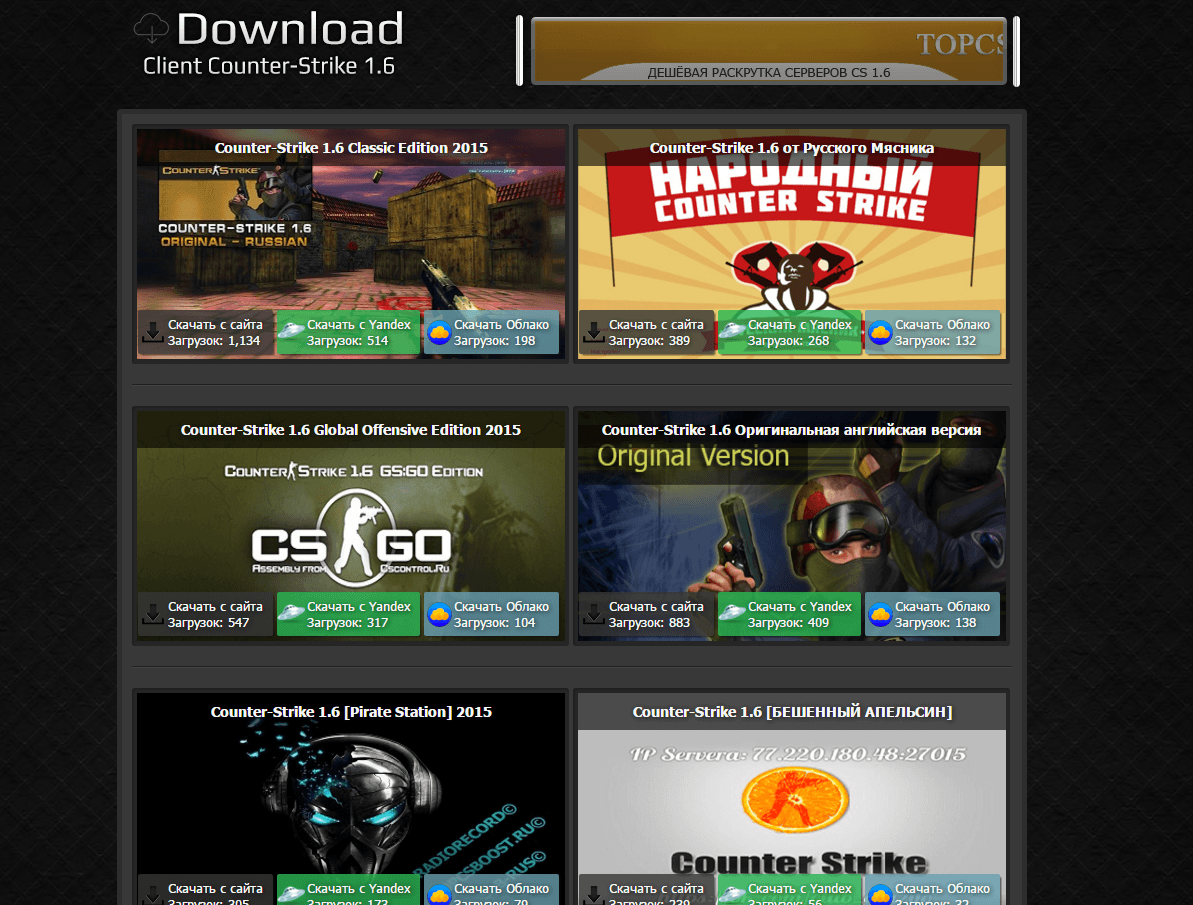 Download
Client Counter-Strike 1.6
TOPCS
ДЕШЁВАЯ РАСКРУТКА СЕРВЕРОВ CS 1.6
Counter-Strike 1.6 Classic Edition 2015
COUNTER STRIKE
COUNTER-STRIKE 1.6
ORIGINAL - RUSSIAN
Скачать с сайта
Загрузок: 1,134
Скачать с Yandex
Загрузок: 514
Скачать Облако
Загрузок: 198
Counter-Strike 1.6 от Русского Мясника
НАРОДНЫЙ
COUNTER STRIKE
Скачать с сайта
Загрузок: 389
Скачать с Yandex
Загрузок: 268
Скачать Облако
Загрузок: 132
Counter-Strike 1.6 Global Offensive Edition 2015
COUNTER STRIKE 1.6 GS:GO EDITION
CS GO
ASSEMBLY FROM CSCONTROL.RU
Скачать с сайта
Загрузок: 547
Скачать с Yandex
Загрузок: 317
Скачать Облако
Загрузок: 104
Counter-Strike 1.6 Оригинальная английская версия
Original Version
Скачать с сайта
Загрузок: 883
Скачать с Yandex
Загрузок: 409
Скачать Облако
Загрузок: 138
Counter-Strike 1.6 [Pirate Station] 2015
RADIORECORD©
CSBOOST.RU©
RUS©
Скачать с сайта
Загрузок: 305
Скачать с Yandex
Загрузок: 173
Скачать Облако
Загрузок: 70
Counter-Strike 1.6 [БЕШЕННЫЙ АПЕЛЬСИН]
IP Servera: 77.220.180.48:27015
Counter Strike
Скачать с сайта
Загрузок: 239
Скачать с Yandex
Загрузок: 56
Скачать Облако
Загрузок: 32